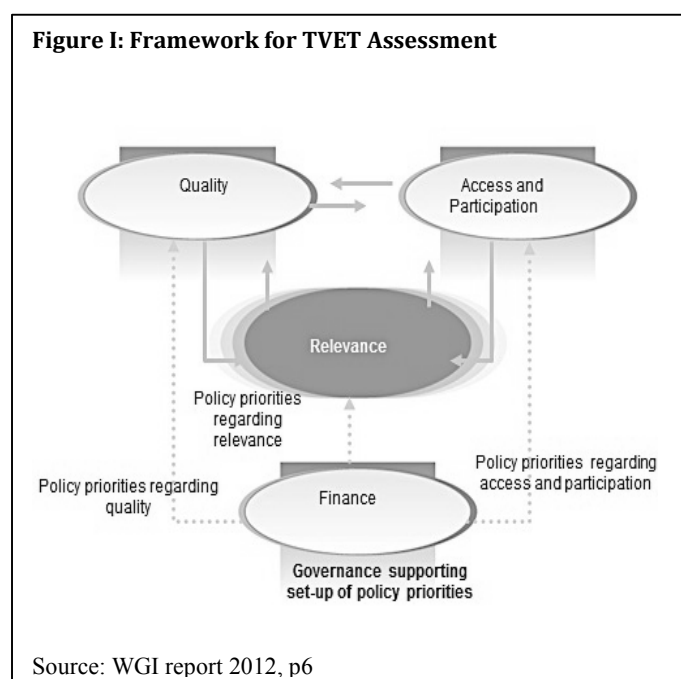 Figure I: Framework for TVET Assessment
Quality
Access and
Participation
Relevance
Policy priorities
regarding
relevance
Policy priorities regarding
quality
Policy priorities regarding
access and participation
Finance
Governance supporting
set-up of policy priorities
Source: WGI report 2012, p6